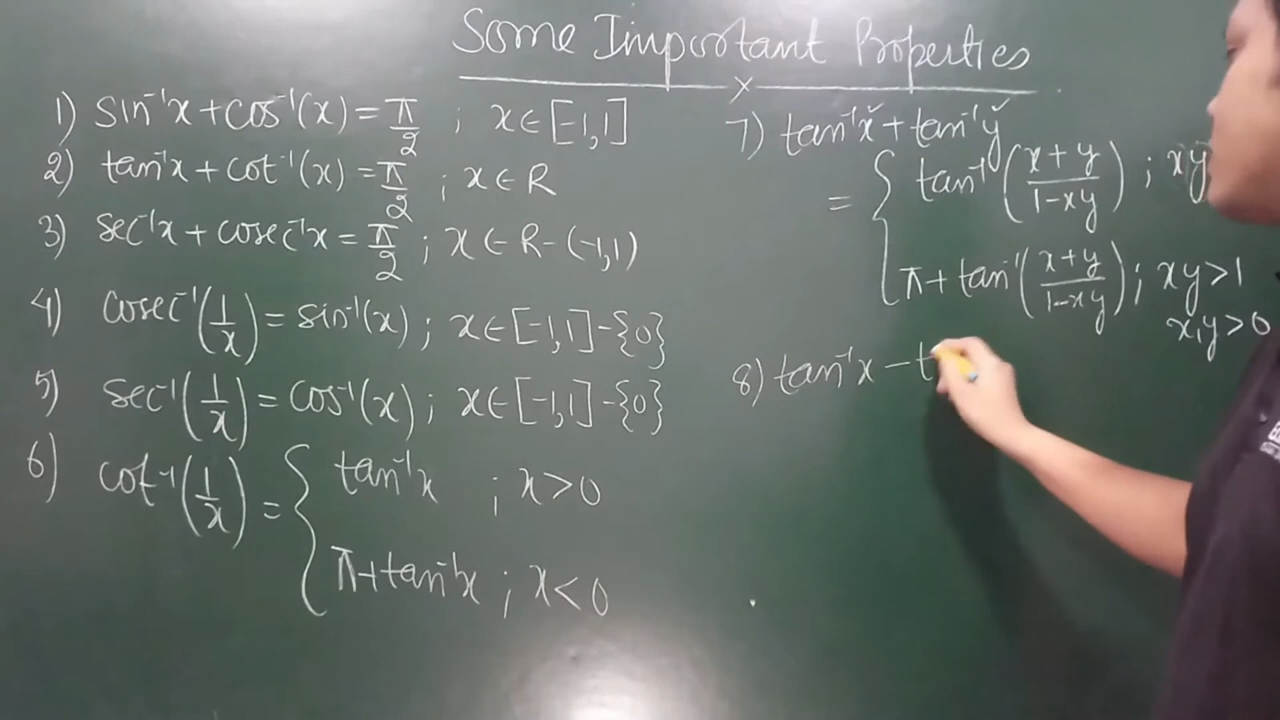 Some Important Properties
1) sin⁻¹x + cos⁻¹(x) = π/2 ; x ∈ [-1,1]
2) tan⁻¹x + cot⁻¹(x) = π/2 ; x ∈ R
3) sec⁻¹x + cosec⁻¹x = π/2 ; x ∈ R - (-1,1)
4) cosec⁻¹(1/x) = sin⁻¹(x) ; x ∈ [-1,1] - {0}
5) sec⁻¹(1/x) = cos⁻¹(x) ; x ∈ [-1,1] - {0}
6) cot⁻¹(1/x) = { tan⁻¹x ; x > 0
π + tan⁻¹x ; x < 0
7) tan⁻¹x + tan⁻¹y
= { tan⁻¹(x+y/1-xy) ; xy
π + tan⁻¹(x+y/1-xy) ; xy > 1
x,y > 0
8) tan⁻¹x - t